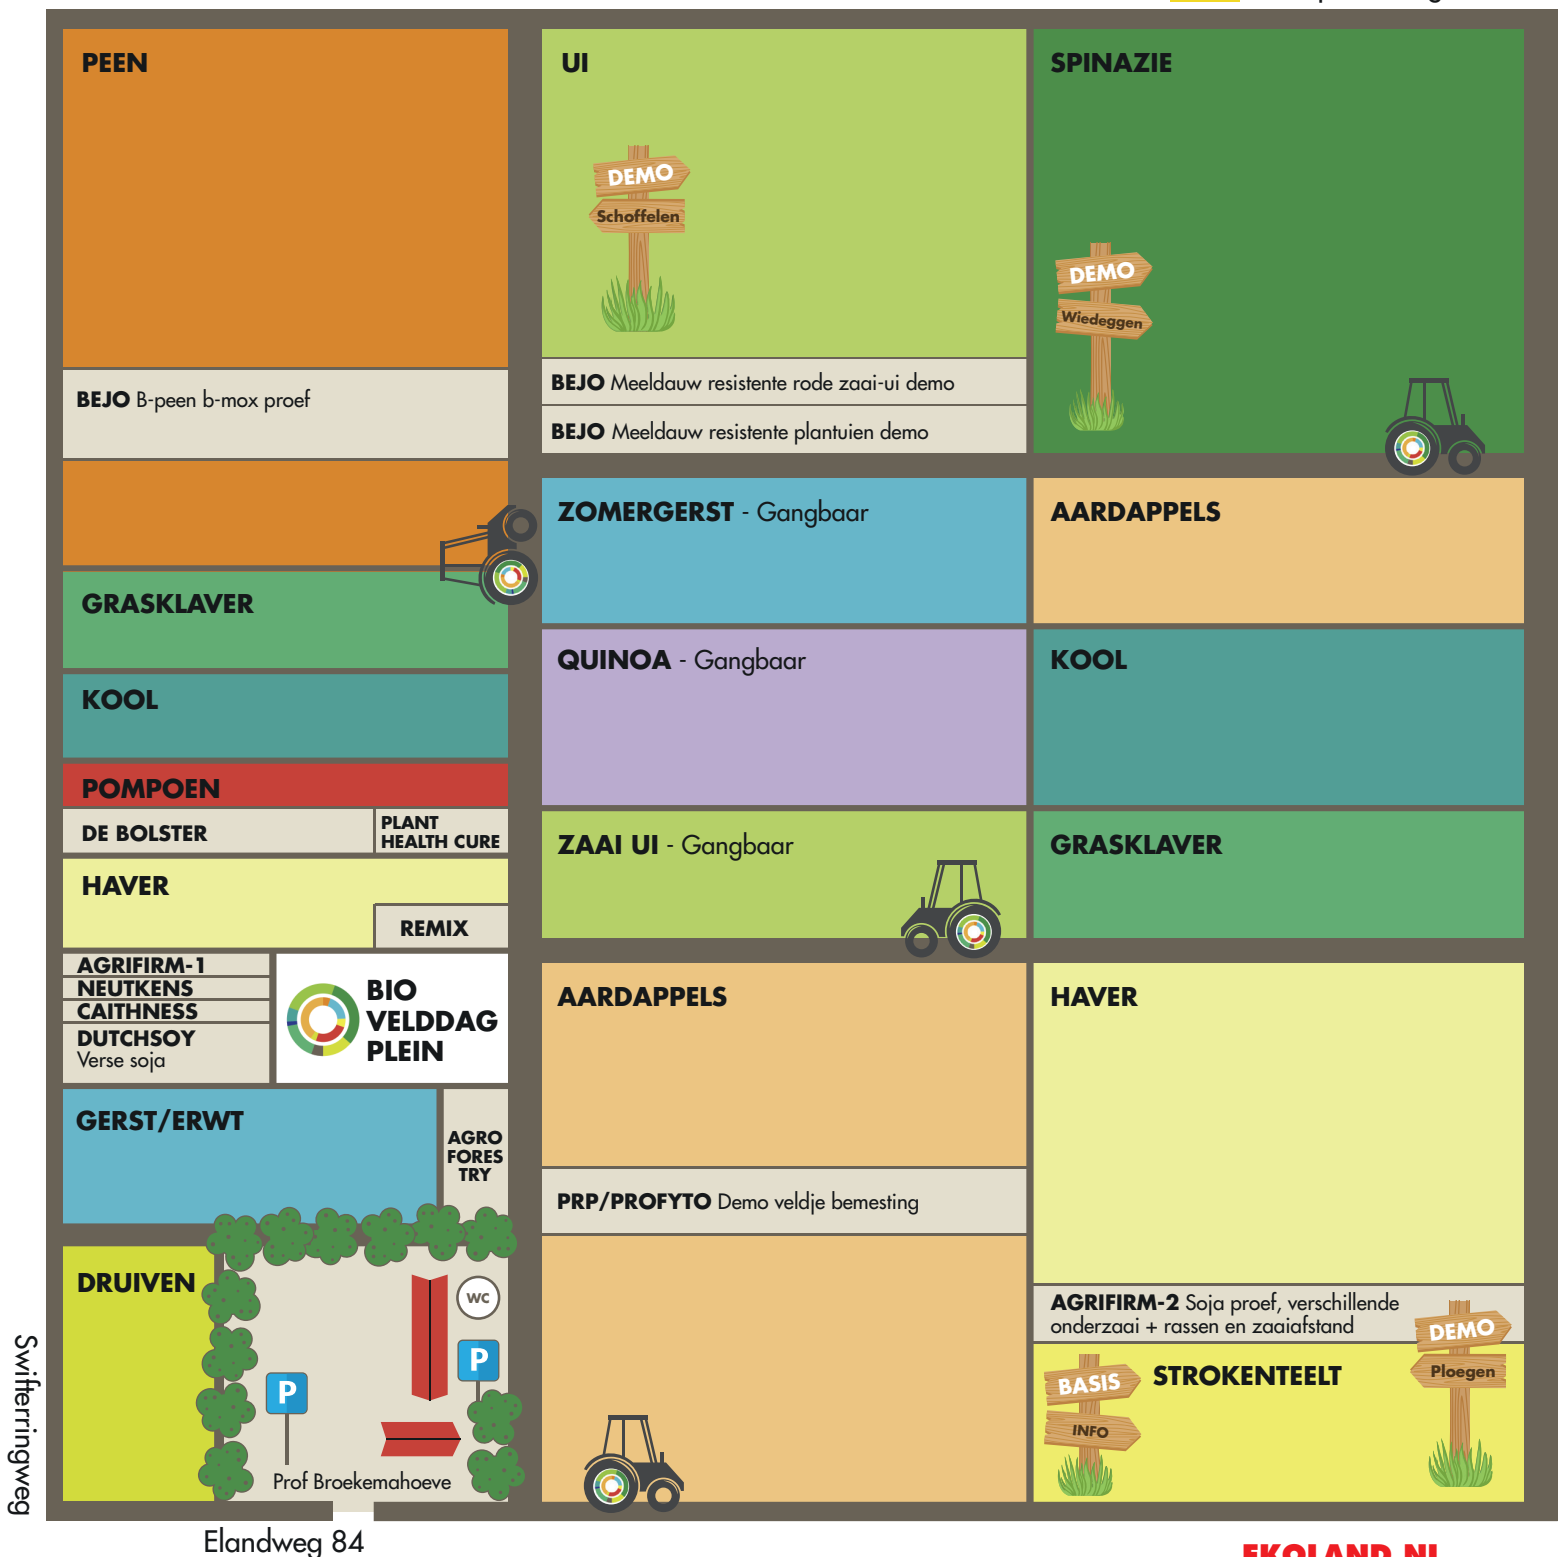 PEEN
BEJO B-peen b-mox proef
GRASKLAVER
KOOL
POMPOEN
DE BOLSTER
PLANT
HEALTH CURE
HAVER
REMIX
AGRIFIRM-1
NEUTKENS
CAITHNESS
DUTCHSOY
Verse soja
BIO
VELDDAG
PLEIN
GERST/ERWT
AGRO
FORES
TRY
DRUIVEN
WC
P
P
Prof Broekemahoeve
Swifterringweg
Elandweg 84
UI
DEMO
Schoffelen
BEJO Meeldauw resistente rode zaai-ui demo
BEJO Meeldauw resistente plantuien demo
ZOMERGERST - Gangbaar
QUINOA - Gangbaar
ZAAI UI - Gangbaar
AARDAPPELS
PRP/PROFYTO Demo veldje bemesting
SPINAZIE
DEMO
Wiedeggen
AARDAPPELS
KOOL
GRASKLAVER
HAVER
AGRIFIRM-2 Soja proef, verschillende
onderzaai + rassen en zaaiafstand
DEMO
Ploegen
STROKENTEELT
BASIS
INFO
EKOLAND.NL